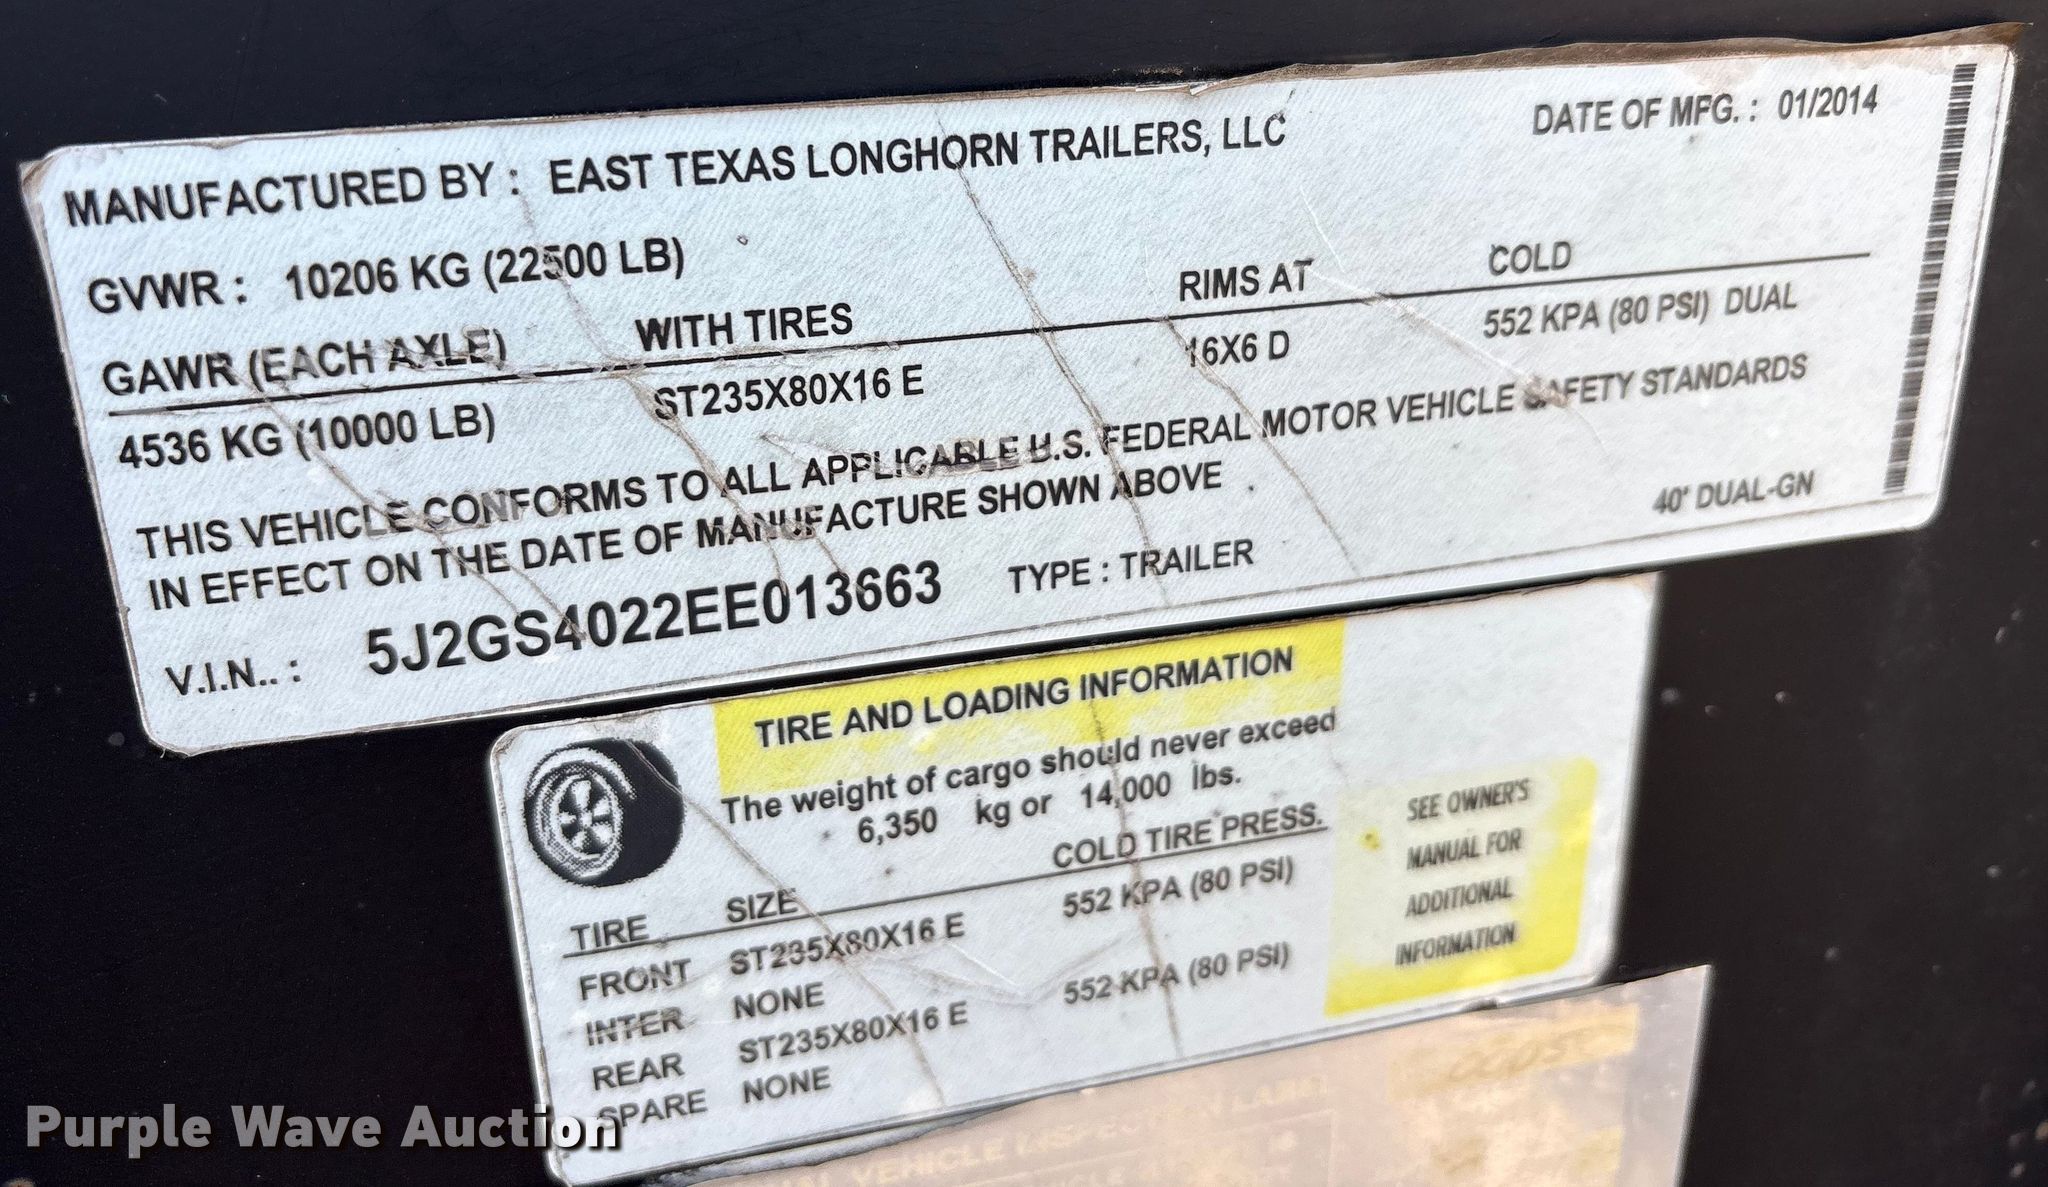 MANUFACTURED BY : EAST TEXAS LONGHORN TRAILERS, LLC DATE OF MFG. : 01/2014
GVWR : 10206 KG (22500 LB)
GAWR (EACH AXLE) WITH TIRES RIMS AT COLD
4536 KG (10000 LB) ST235X80X16 E 16X6 D 552 KPA (80 PSI) DUAL
THIS VEHICLE CONFORMS TO ALL APPLICABLE U.S. FEDERAL MOTOR VEHICLE SAFETY STANDARDS
IN EFFECT ON THE DATE OF MANUFACTURE SHOWN ABOVE .
V.I.N.. : 5J2GS4022EE013663 TYPE : TRAILER 40' DUAL-GN
TIRE AND LOADING INFORMATION
The weight of cargo should never exceed
6,350 kg or 14,000 lbs.
TIRE SIZE COLD TIRE PRESS.
FRONT ST235X80X16 E 552 KPA (80 PSI)
INTER NONE
REAR ST235X80X16 E 552 KPA (80 PSI)
SPARE NONE
SEE OWNER'S
MANUAL FOR
ADDITIONAL
INFORMATION
VEHICLE INSPECTION LABEL
VEHICLE
Purple Wave Auction